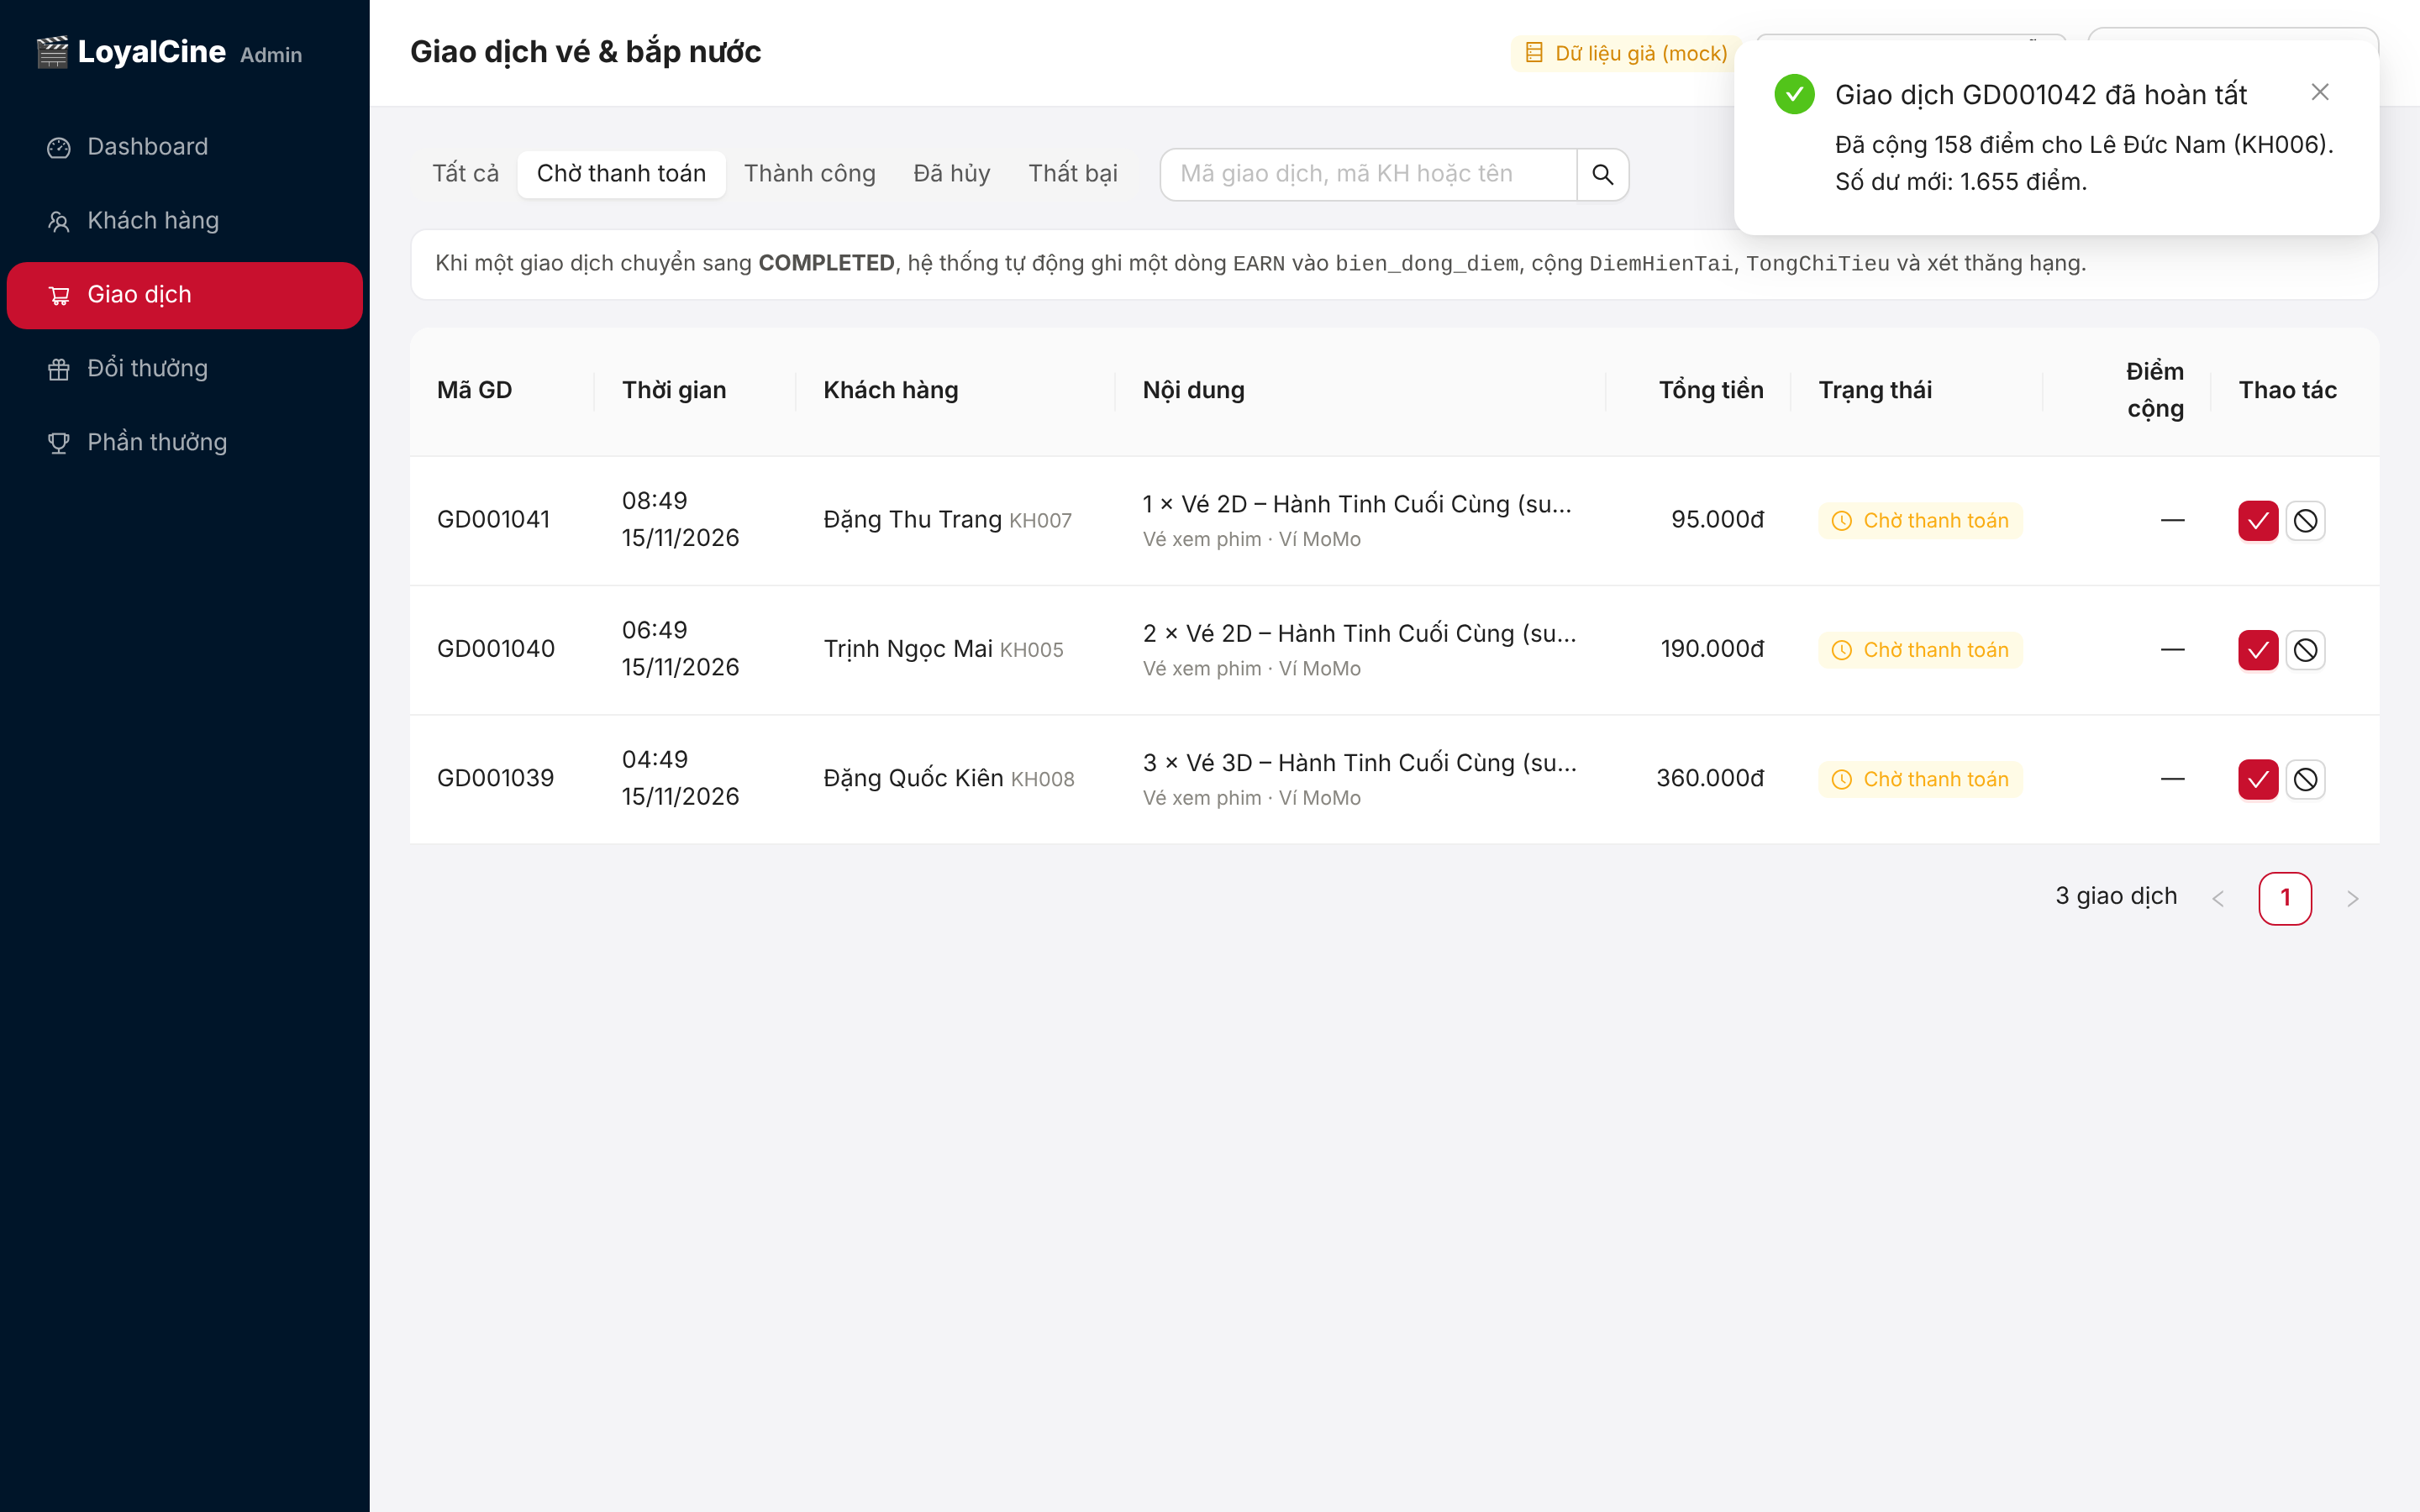 LoyalCine Admin
Dashboard
Khách hàng
Giao dịch
Đổi thưởng
Phần thưởng
Giao dịch vé & bắp nước
Dữ liệu giả (mock)
Giao dịch GD001042 đã hoàn tất
Đã cộng 158 điểm cho Lê Đức Nam (KH006).
Số dư mới: 1.655 điểm.
Tất cả
Chờ thanh toán
Thành công
Đã hủy
Thất bại
Mã giao dịch, mã KH hoặc tên
Khi một giao dịch chuyển sang COMPLETED, hệ thống tự động ghi một dòng EARN vào bien_dong_diem, cộng DiemHienTai, TongChiTieu và xét thăng hạng.
Mã GD
Thời gian
Khách hàng
Nội dung
Tổng tiền
Trạng thái
Điểm
cộng
Thao tác
GD001041
08:49
15/11/2026
Đặng Thu Trang KH007
1 × Vé 2D – Hành Tinh Cuối Cùng (su...
Vé xem phim · Ví MoMo
95.000đ
Chờ thanh toán
—
GD001040
06:49
15/11/2026
Trịnh Ngọc Mai KH005
2 × Vé 2D – Hành Tinh Cuối Cùng (su...
Vé xem phim · Ví MoMo
190.000đ
Chờ thanh toán
—
GD001039
04:49
15/11/2026
Đặng Quốc Kiên KH008
3 × Vé 3D – Hành Tinh Cuối Cùng (su...
Vé xem phim · Ví MoMo
360.000đ
Chờ thanh toán
—
3 giao dịch
1